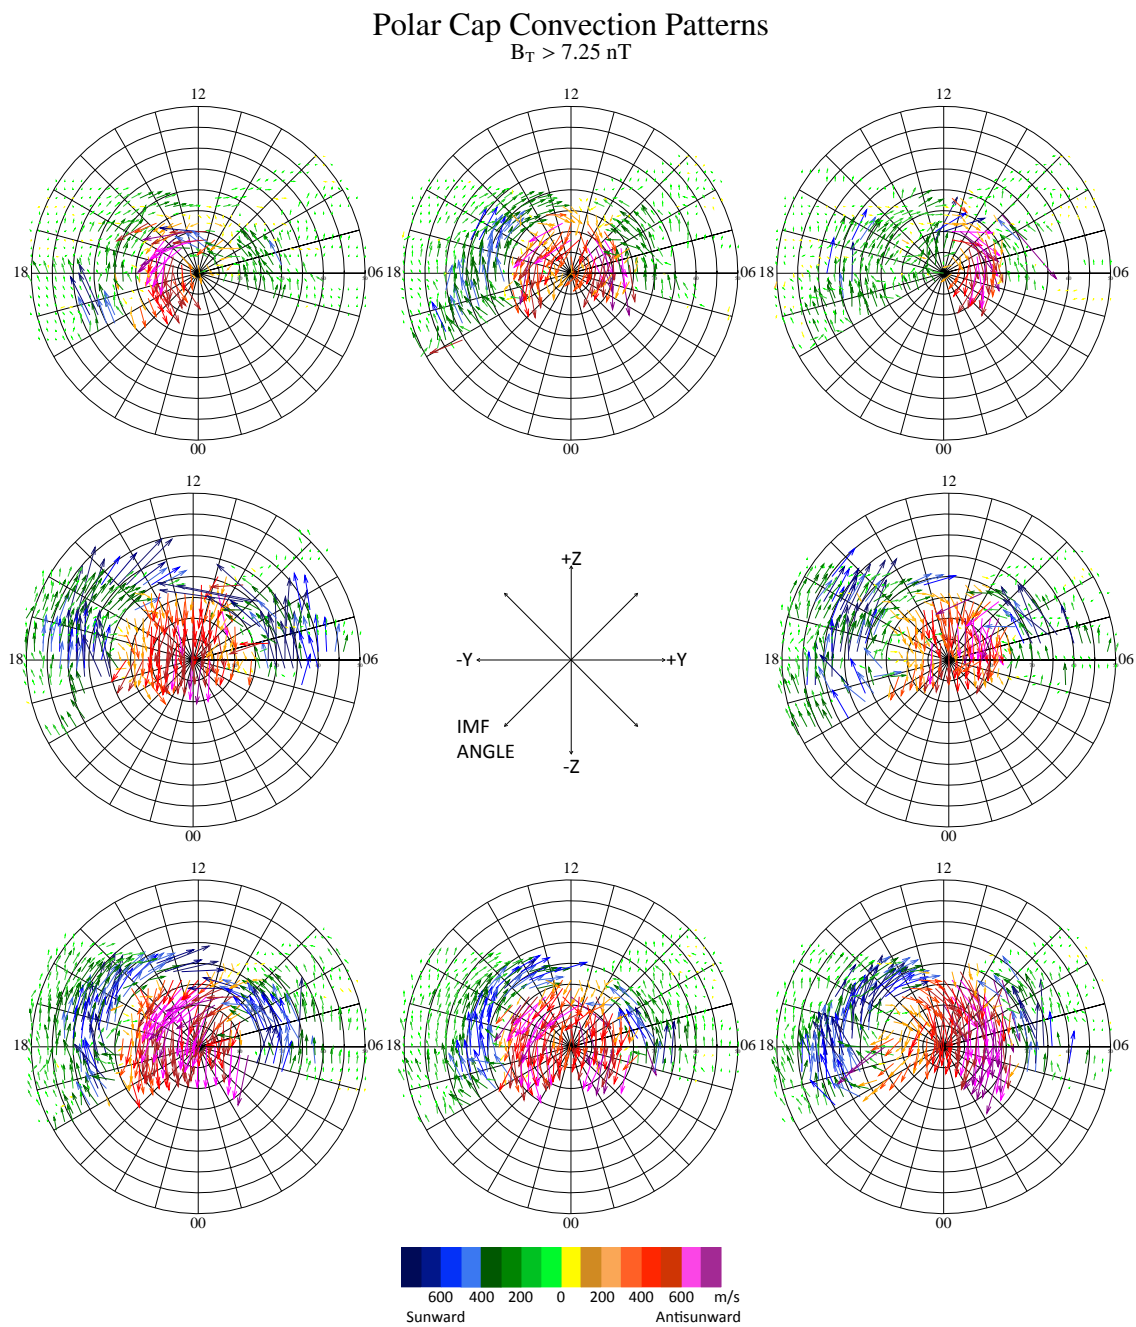 Polar Cap Convection Patterns
B_T > 7.25 nT
12 12 12
18 06 18 06 18 06
00 00 00
12 12
+Z
18 06 -Y +Y 18 06
IMF
ANGLE
-Z
00 00
12 12 12
18 06 18 06 18 06
00 00 00
600 400 200 0 200 400 600 m/s
Sunward Antisunward